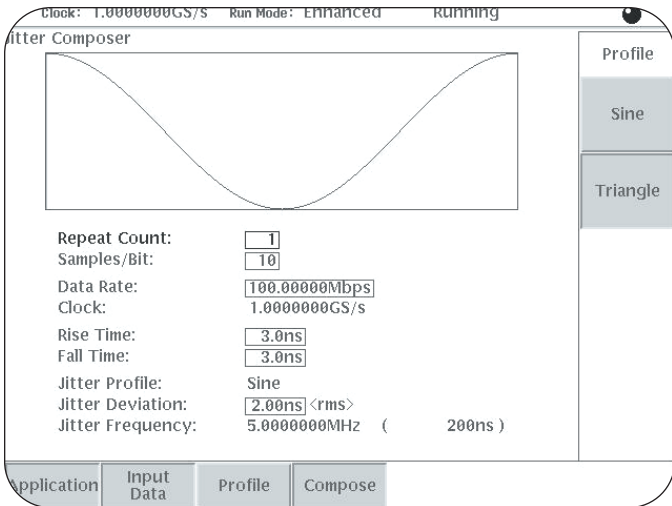 Clock: 1.0000000GS/s Run Mode: Enhanced Running
Jitter Composer
Profile
Sine
Triangle
Repeat Count: 1
Samples/Bit: 10
Data Rate: 100.00000Mbps
Clock: 1.0000000GS/s
Rise Time: 3.0ns
Fall Time: 3.0ns
Jitter Profile: Sine
Jitter Deviation: 2.00ns <rms>
Jitter Frequency: 5.0000000MHz ( 200ns )
Application
Input Data
Profile
Compose